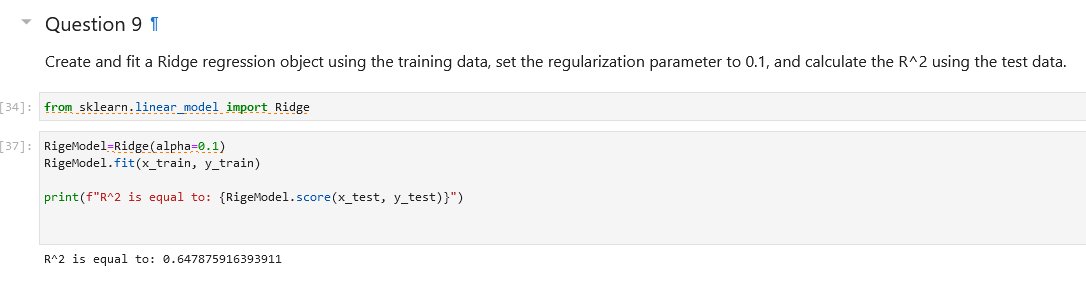 Question 9 ¶
Create and fit a Ridge regression object using the training data, set the regularization parameter to 0.1, and calculate the R^2 using the test data.
[34]: from sklearn.linear_model import Ridge
[37]: RigeModel=Ridge(alpha=0.1)
RigeModel.fit(x_train, y_train)
print(f"R^2 is equal to: {RigeModel.score(x_test, y_test)}")
R^2 is equal to: 0.647875916393911